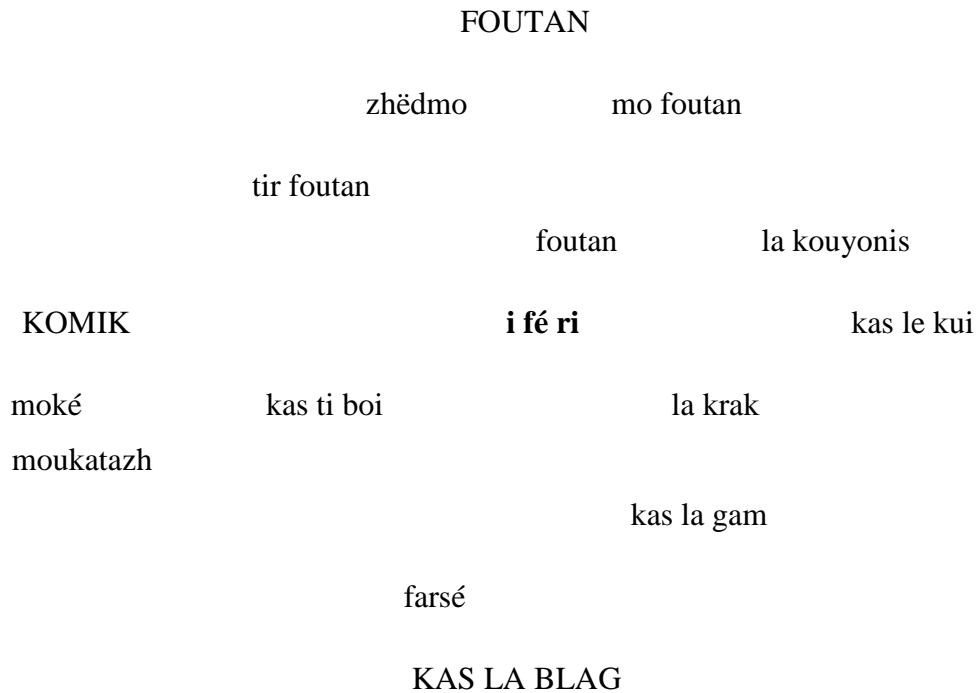 FOUTAN
zhëdmo mo foutan
tir foutan
foutan la kouyonis
KOMIK i fé ri kas le kui
moké kas ti boi la krak
moukatazh
kas la gam
farsé
KAS LA BLAG